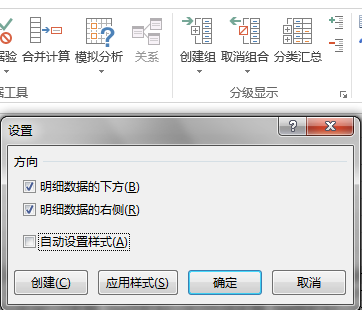 合并计算 模拟分析 关系 创建组 取消组合 分类汇总
工具 分级显示
设置
方向
明细数据的下方(B)
明细数据的右侧(R)
自动设置样式(A)
创建(C) 应用样式(S) 确定 取消